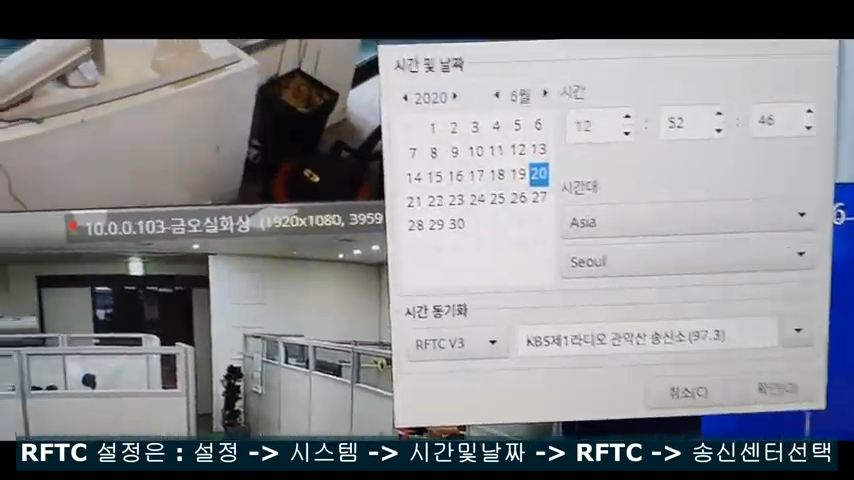 시간 및 날짜
2020 6월 시간
1 2 3 4 5 6
7 8 9 10 11 12 13
14 15 16 17 18 19 20
21 22 23 24 25 26 27
28 29 30
12 : 52 : 46
시간대
Asia
Seoul
시간 동기화
RFTC V3 KBS제1라디오 관악산 송신소(97.3)
취소(C) 확인(O)
10.0.0.103-금오실화상 (1920x1080, 3959
6-
RFTC 설정은 : 설정 -> 시스템 -> 시간및날짜 -> RFTC -> 송신센터선택